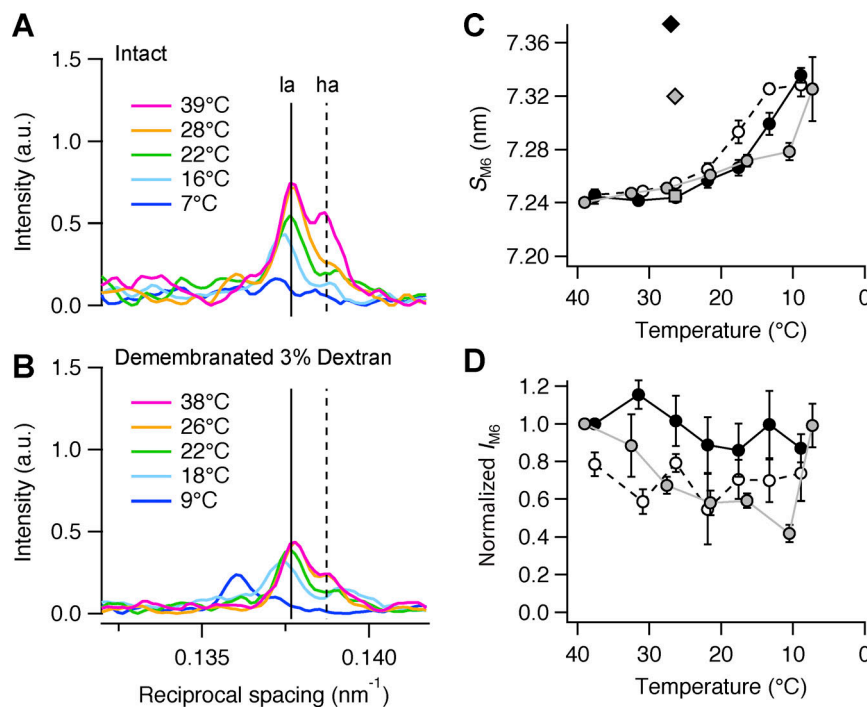 A
Intact
Intensity (a.u.)
1.5
1.0
0.5
0.0
la
ha
39°C
28°C
22°C
16°C
7°C
B
Demembranated 3% Dextran
Intensity (a.u.)
1.5
1.0
0.5
0.0
38°C
26°C
22°C
18°C
9°C
0.135
0.140
Reciprocal spacing (nm⁻¹)
C
S_M6 (nm)
7.36
7.32
7.28
7.24
7.20
40
30
20
10
0
Temperature (°C)
D
Normalized I_M6
1.2
1.0
0.8
0.6
0.4
0.2
0.0
40
30
20
10
0
Temperature (°C)